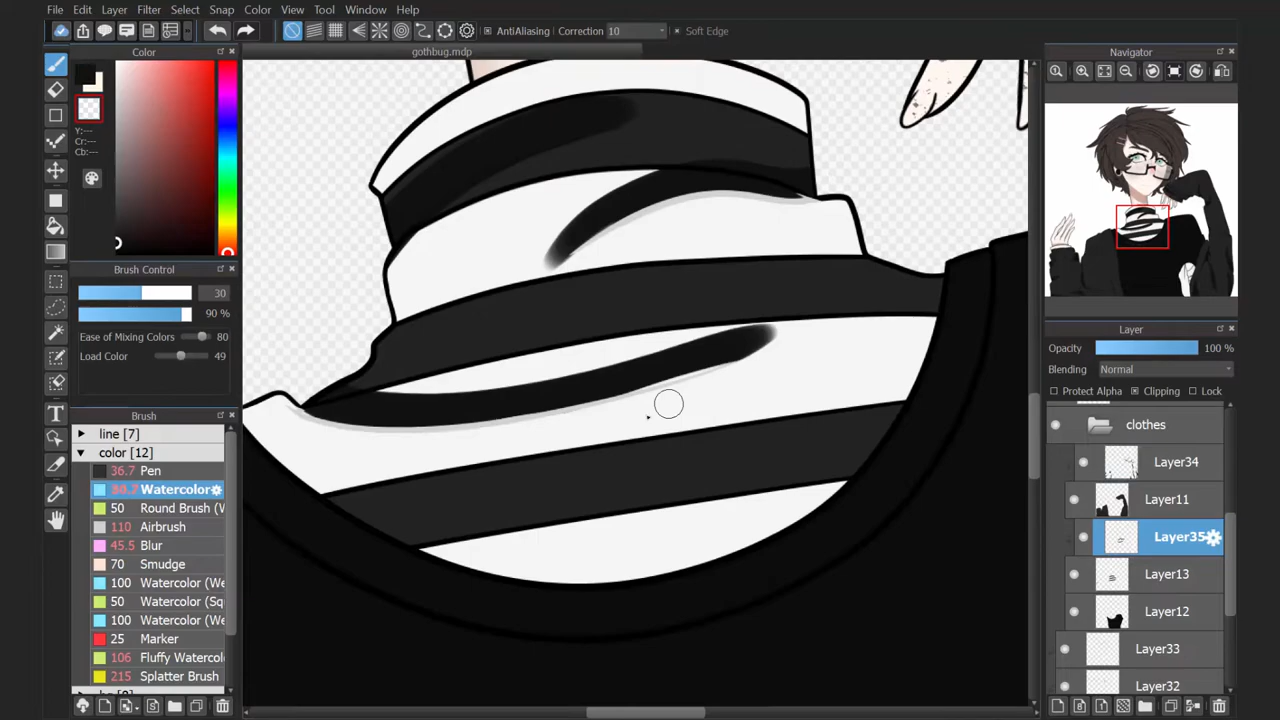 File Edit Layer Filter Select Snap Color View Tool Window Help
AntiAliasing Correction 10 Soft Edge
Color
gothbug.mdp
Navigator
Y:---
Cr:---
Cb:---
Brush Control
30
90 %
Ease of Mixing Colors 80
Load Color 49
Brush
line [7]
color [12]
36.7 Pen
Watercolor
50 Round Brush (W
110 Airbrush
45.5 Blur
70 Smudge
100 Watercolor (We
50 Watercolor (Sq
100 Watercolor (We
25 Marker
106 Fluffy Watercol
215 Splatter Brush
Layer
Opacity 100 %
Blending Normal
Protect Alpha Clipping Lock
clothes
Layer34
Layer11
Layer35
Layer13
Layer12
Layer33
Layer32